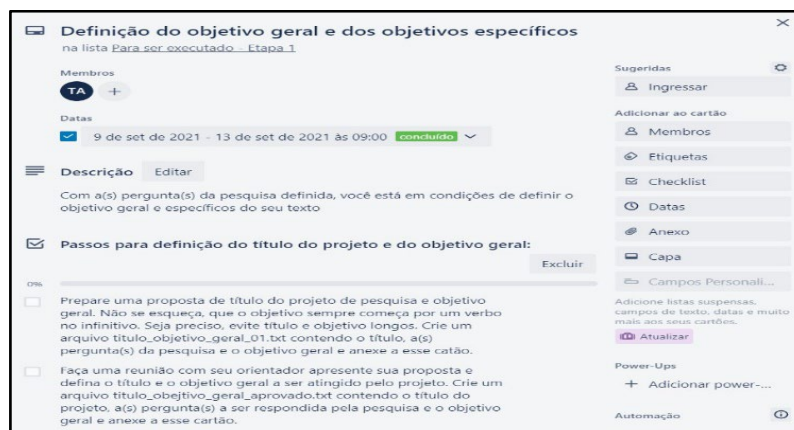 Definição do objetivo geral e dos objetivos específicos
na lista Para ser executado - Etapa 1
Membros
TA
Datas
9 de set de 2021 - 13 de set de 2021 às 09:00 concluído
Descrição Editar
Com a(s) pergunta(s) da pesquisa definida, você está em condições de definir o
objetivo geral e específicos do seu texto
Passos para definição do título do projeto e do objetivo geral:
Excluir
0%
Prepare uma proposta de título do projeto de pesquisa e objetivo
geral. Não se esqueça, que o objetivo sempre começa por um verbo
no infinitivo. Seja preciso, evite título e objetivo longos. Crie um
arquivo titulo_objetivo_geral_01.txt contendo o título, a(s)
pergunta(s) da pesquisa e o objetivo geral e anexe a esse catão.
Faça uma reunião com seu orientador apresente sua proposta e
defina o título e o objetivo geral a ser atingido pelo projeto. Crie um
arquivo titulo_obejtivo_geral_aprovado.txt contendo o título do
projeto, a(s) pergunta(s) a ser respondida pela pesquisa e o objetivo
geral e anexe a esse cartão.
Sugeridas
Ingressar
Adicionar ao cartão
Membros
Etiquetas
Checklist
Datas
Anexo
Capa
Campos Personali...
Adicione listas suspensas,
campos de texto, datas e muito
mais aos seus cartões.
Atualizar
Power-Ups
+ Adicionar power-...
Automação